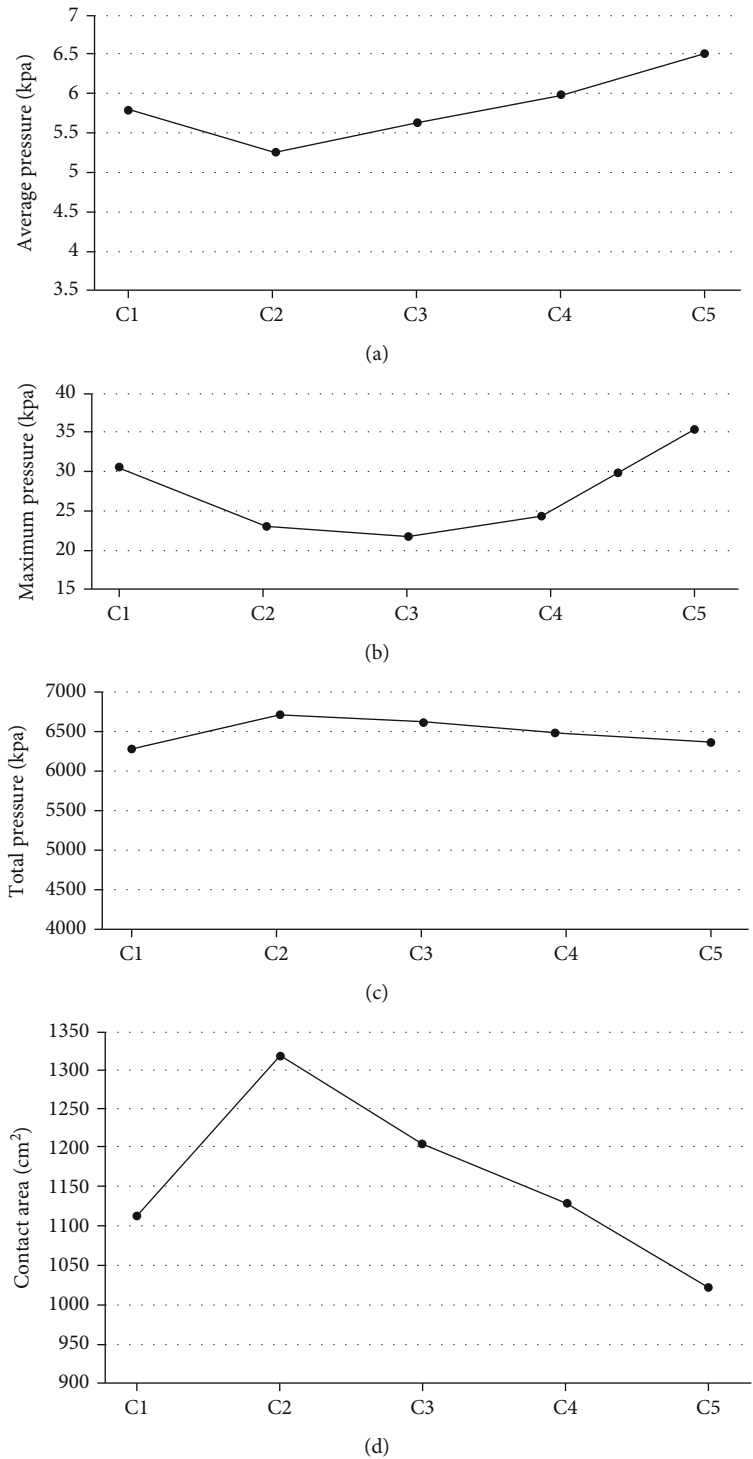 Average pressure (kpa)
7
6.5
6
5.5
5
4.5
4
3.5
C1 C2 C3 C4 C5
(a)
Maximum pressure (kpa)
40
35
30
25
20
15
C1 C2 C3 C4 C5
(b)
Total pressure (kpa)
7000
6500
6000
5500
5000
4500
4000
C1 C2 C3 C4 C5
(c)
Contact area (cm²)
1350
1300
1250
1200
1150
1100
1050
1000
950
900
C1 C2 C3 C4 C5
(d)